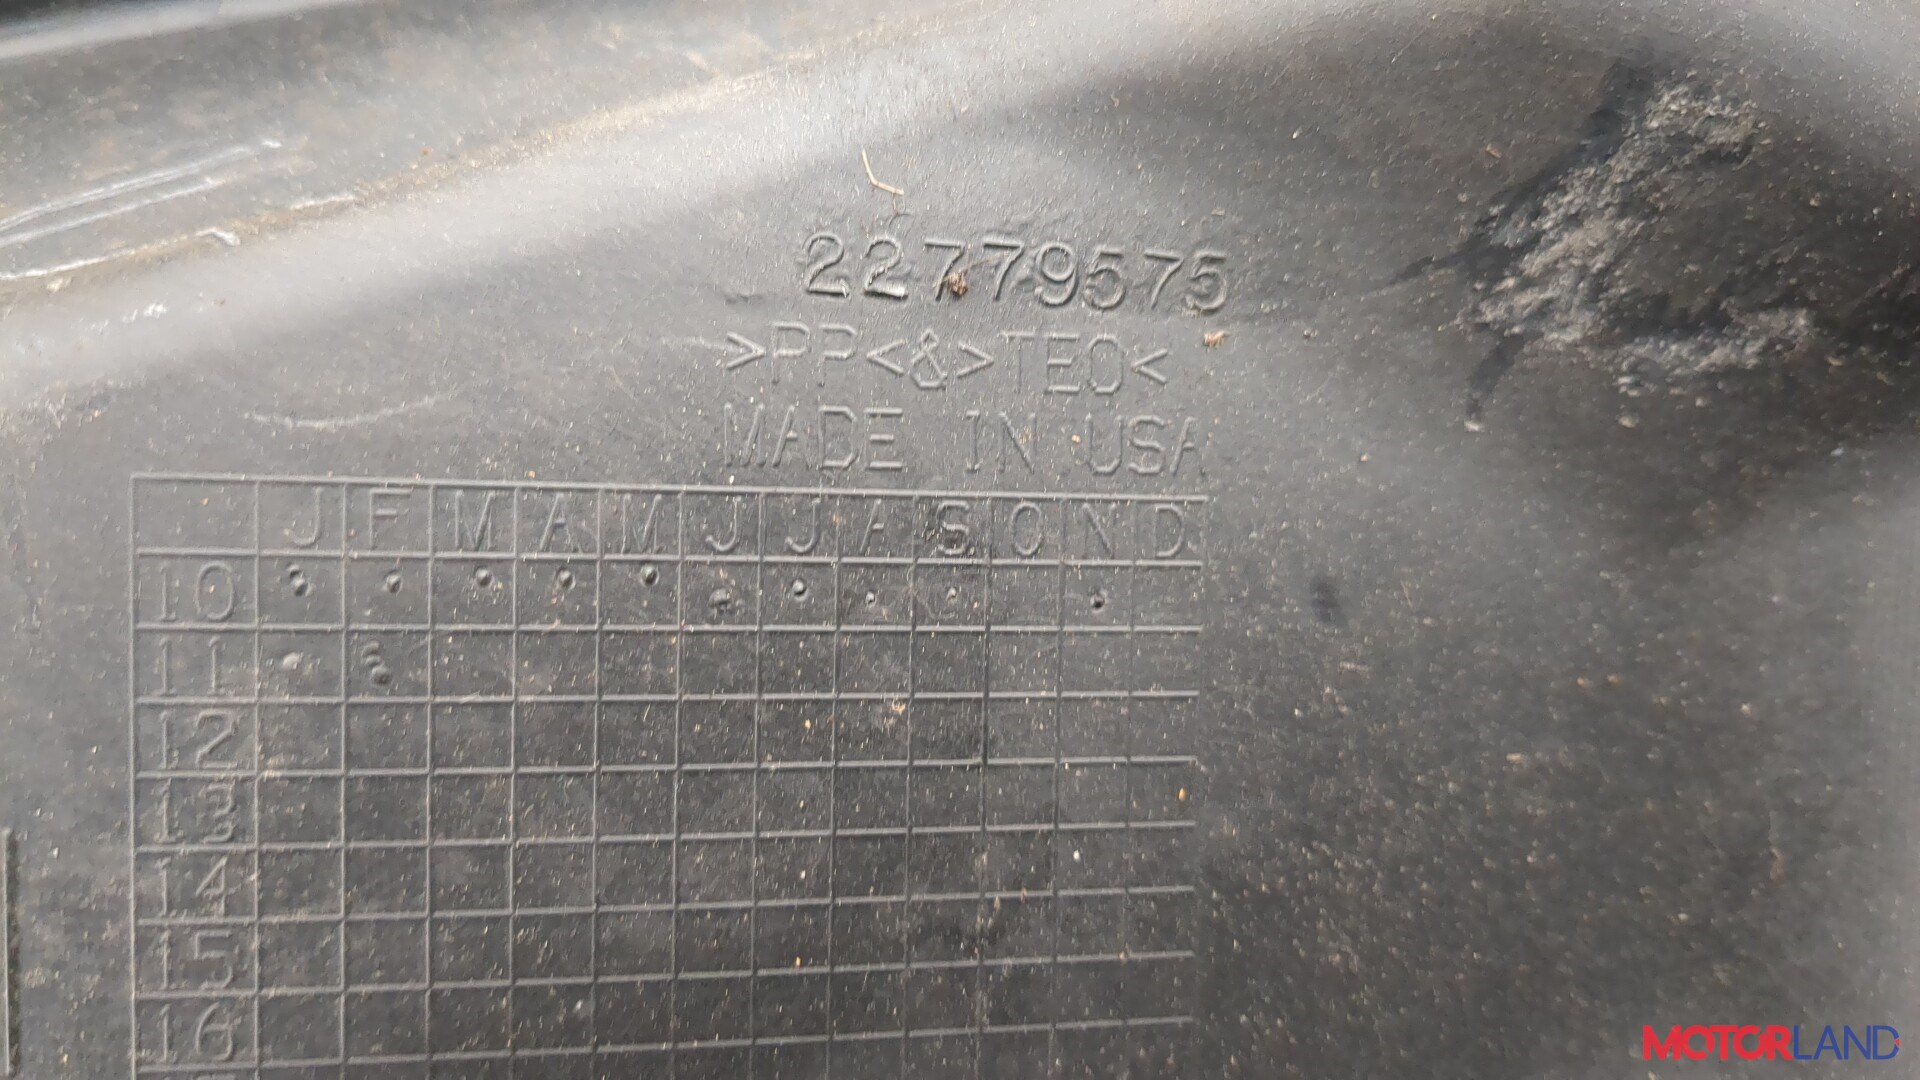 22779575
>PP<&>TEO<
MADE IN USA
J F M A M J J A S O N D
10
11
12
13
14
15
16
MOTORLAND